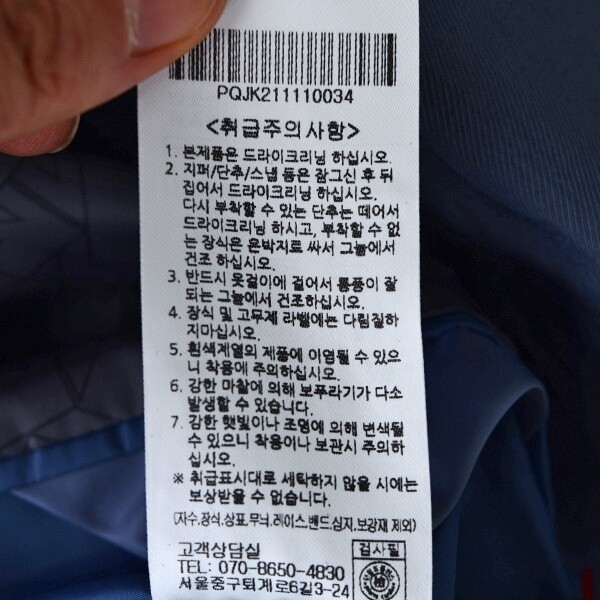 PQJK211110034
<취급주의사항>
1. 본제품은 드라이크리닝 하십시오.
2. 지퍼/단추/스냅 등은 잠그신 후 뒤
집어서 드라이크리닝 하십시오.
다시 부착할 수 있는 단추는 떼어서
드라이크리닝 하시고, 부착할 수 없
는 장식은 은박지로 싸서 그늘에서
건조 하십시오.
3. 반드시 옷걸이에 걸어서 통풍이 잘
되는 그늘에서 건조하십시오.
4. 장식 및 고무제 라벨에는 다림질하
지마십시오.
5. 흰색계열의 제품에 이염될 수 있으
니 착용에 주의하십시오.
6. 강한 마찰에 의해 보푸라기가 다소
발생할 수 있습니다.
7. 강한 햇빛이나 조명에 의해 변색될
수 있으니 착용이나 보관시 주의하
십시오.
※ 취급표시대로 세탁하지 않을 시에는
보상받을 수 없습니다.
(자수,장식,상표,무늬,레이스,밴드,심지,보강재 제외)
고객상담실
검사필
TEL: 070-8650-4830
서울중구퇴계로6길3-24